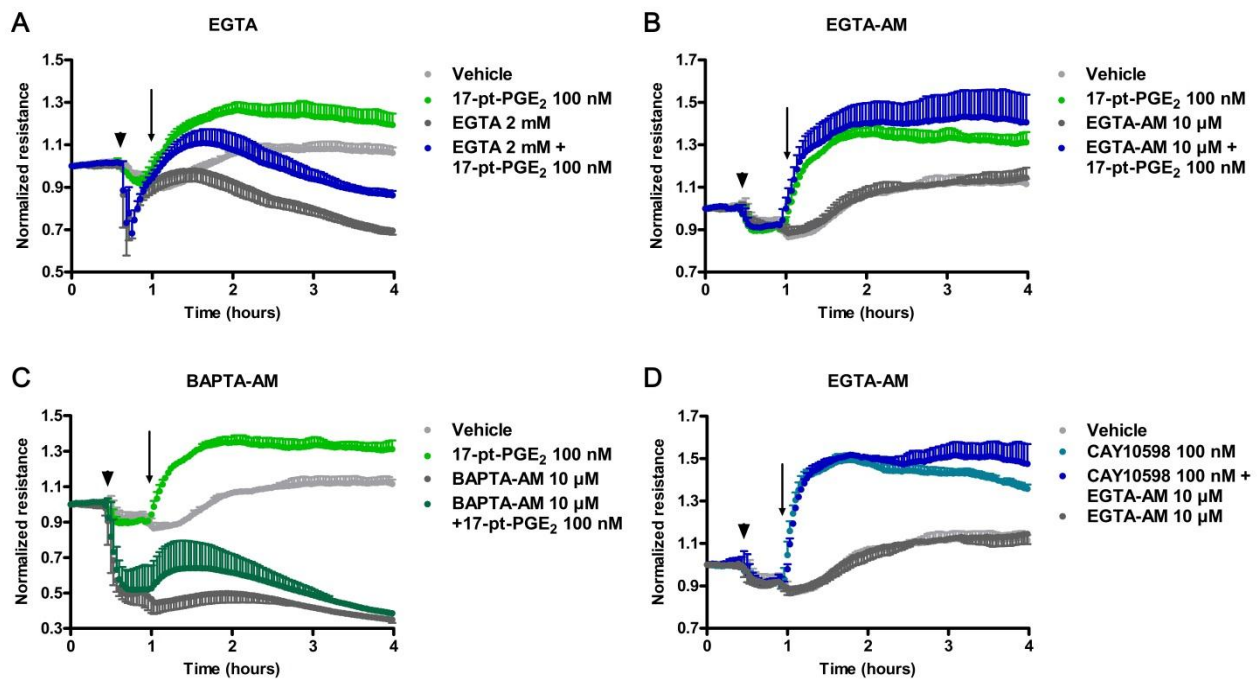 A
EGTA
Normalized resistance
1.5
1.3
1.1
0.9
0.7
0.5
0
1
2
3
4
Time (hours)
Vehicle
17-pt-PGE₂ 100 nM
EGTA 2 mM
EGTA 2 mM +
17-pt-PGE₂ 100 nM
B
EGTA-AM
Normalized resistance
1.7
1.5
1.3
1.1
0.9
0.7
0
1
2
3
4
Time (hours)
Vehicle
17-pt-PGE₂ 100 nM
EGTA-AM 10 µM
EGTA-AM 10 µM +
17-pt-PGE₂ 100 nM
C
BAPTA-AM
Normalized resistance
1.5
1.3
1.1
0.9
0.7
0.5
0.3
0
1
2
3
4
Time (hours)
Vehicle
17-pt-PGE₂ 100 nM
BAPTA-AM 10 µM
BAPTA-AM 10 µM
+17-pt-PGE₂ 100 nM
D
EGTA-AM
Normalized resistance
1.7
1.5
1.3
1.1
0.9
0.7
0
1
2
3
4
Time (hours)
Vehicle
CAY10598 100 nM
CAY10598 100 nM +
EGTA-AM 10 µM
EGTA-AM 10 µM